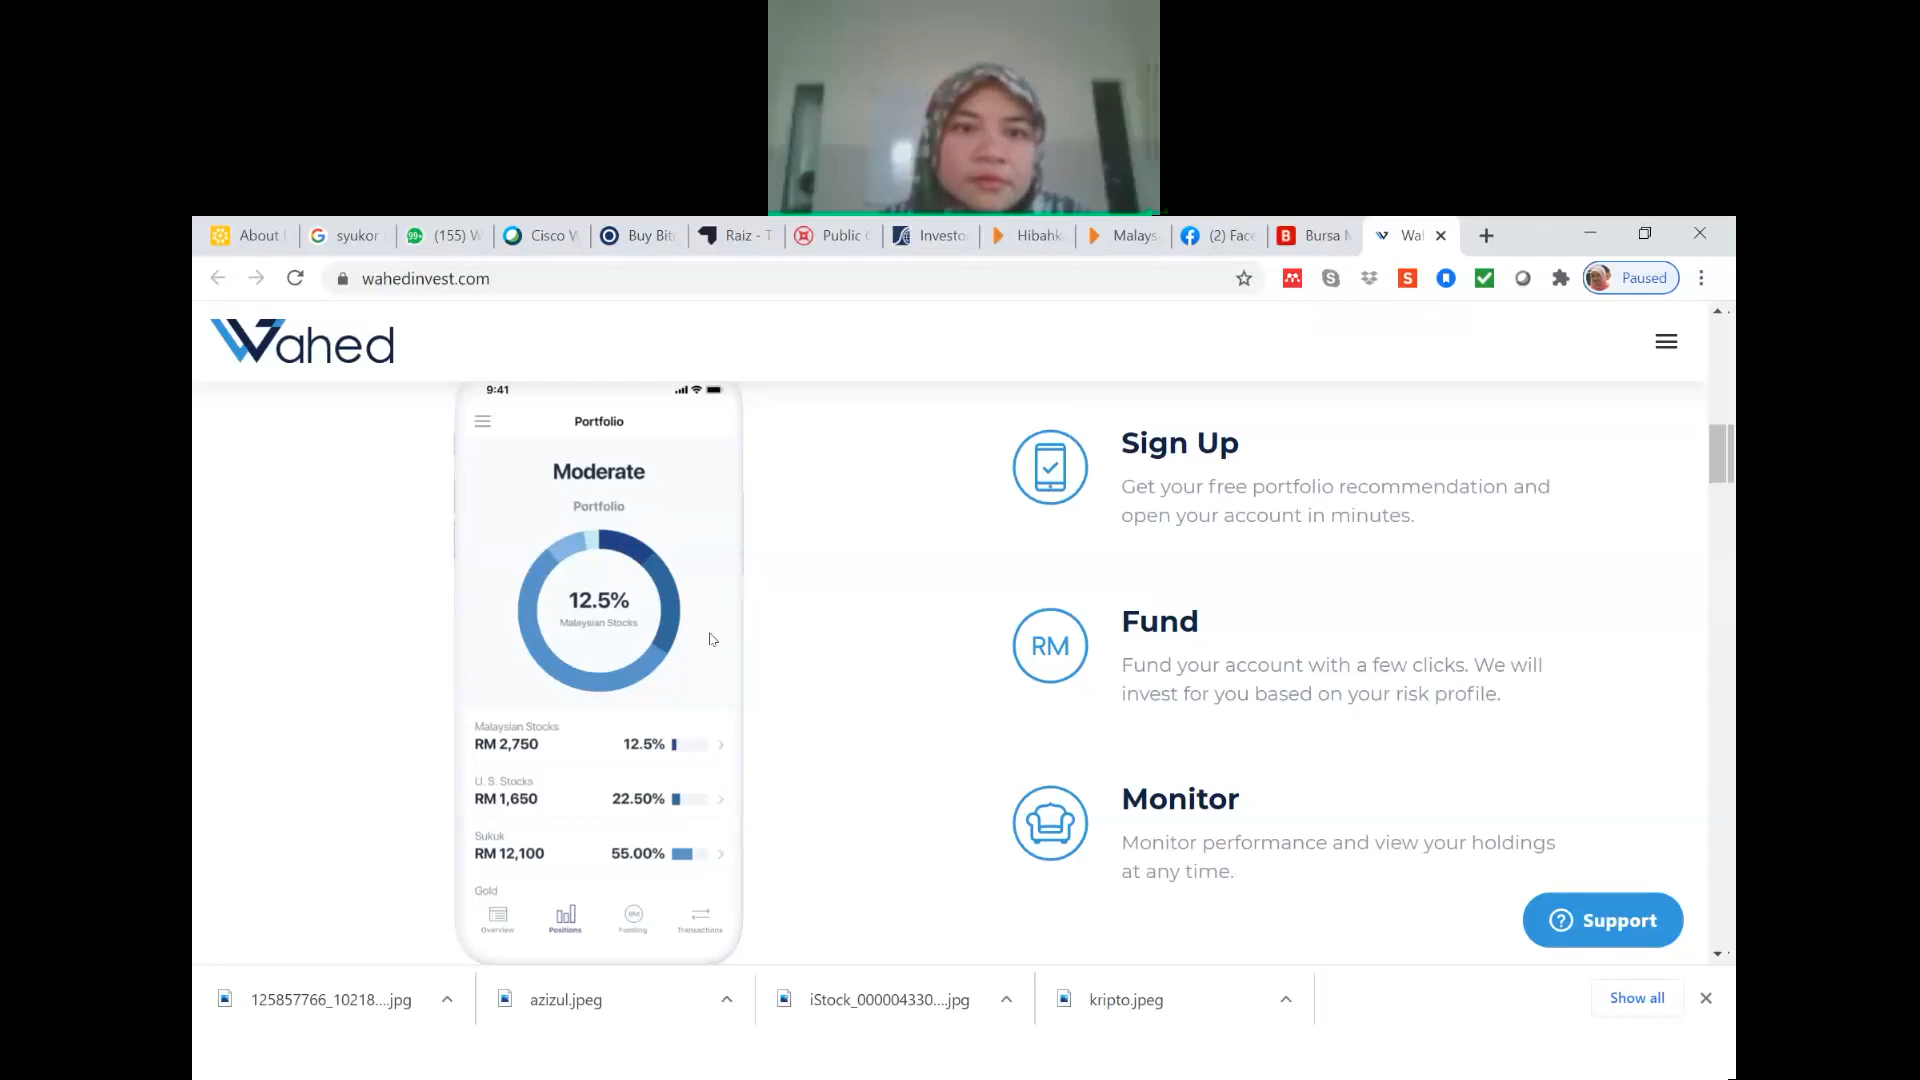 About
syukor
(155) W
Cisco W
Buy Bit
Raiz - T
Public
Investo
Hibahk
Malays
(2) Face
Bursa M
Wal
wahedinvest.com
Paused
Wahed
9:41
Portfolio
Moderate
Portfolio
12.5%
Malaysian Stocks
Malaysian Stocks
RM 2,750 12.5%
U. S. Stocks
RM 1,650 22.50%
Sukuk
RM 12,100 55.00%
Gold
Overview Positions Funding Transactions
Sign Up
Get your free portfolio recommendation and
open your account in minutes.
RM
Fund
Fund your account with a few clicks. We will
invest for you based on your risk profile.
Monitor
Monitor performance and view your holdings
at any time.
Support
125857766_10218....jpg
azizul.jpeg
iStock_000004330....jpg
kripto.jpeg
Show all